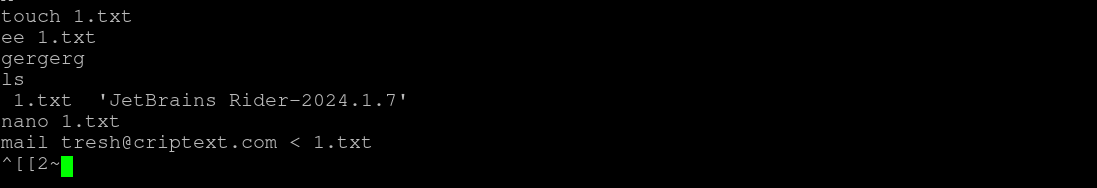 touch 1.txt
ee 1.txt
gergerg
ls
 1.txt  'JetBrains Rider-2024.1.7'
nano 1.txt
mail tresh@criptext.com < 1.txt
^[[2~